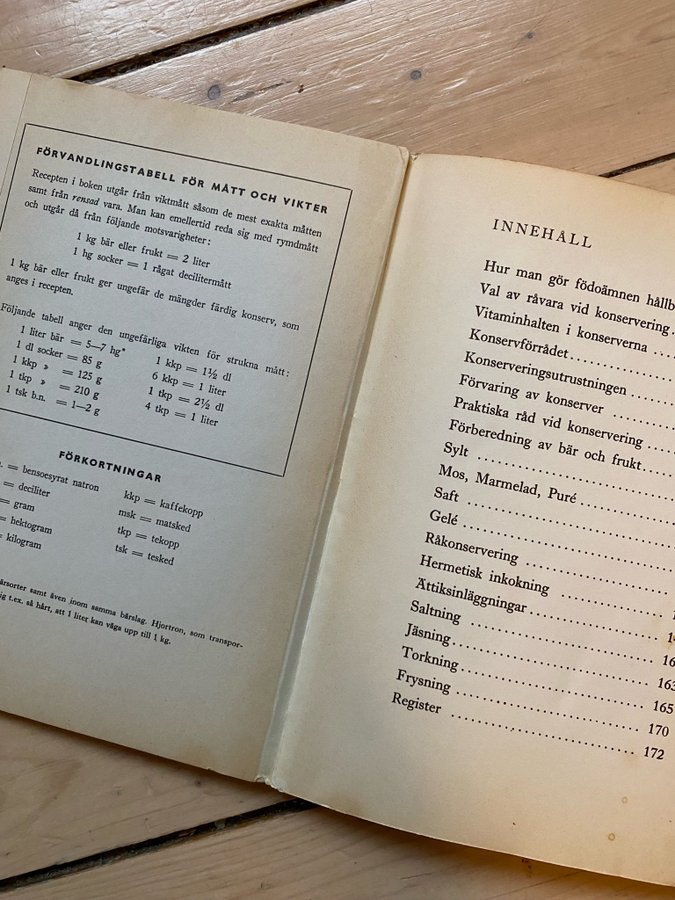 FÖRVANDLINGSTABELL FÖR MÅTT OCH VIKTER
Recepten i boken utgår från viktmått såsom de mest exakta måtten
samt från rensad vara. Man kan emellertid reda sig med rymdmått
och utgår då från följande motsvarigheter:
1 kg bär eller frukt = 2 liter
1 hg socker = 1 rågat decilitermått
1 kg bär eller frukt ger ungefär de mängder färdig konserv, som
anges i recepten.
Följande tabell anger den ungefärliga vikten för strukna mått:
1 liter bär = 5—7 hg*
1 dl socker = 85 g
1 kkp » = 125 g
1 tkp » = 210 g
1 tsk b.n. = 1—2 g
1 kkp = 1½ dl
6 kkp = 1 liter
1 tkp = 2½ dl
4 tkp = 1 liter
FÖRKORTNINGAR
= bensoesyrat natron
= deciliter
= gram
= hektogram
= kilogram
kkp = kaffekopp
msk = matsked
tkp = tekopp
tsk = tesked
samt även inom samma bärslag. Hjortron, som transpor-
t.ex. så hårt, att 1 liter kan väga upp till 1 kg.
INNEHÅLL
Hur man gör födoämnen
Val av råvara vid konservering
Vitaminhalten i konserverna
Konservförrådet
Konserveringsutrustningen
Förvaring av konserver
Praktiska råd vid konservering
Förberedning av bär och frukt
Sylt
Mos, Marmelad, Puré
Saft
Gelé
Råkonservering
Hermetisk inkokning
Ättiksinläggningar
Saltning
Jäsning
Torkning 163
Frysning 165
Register 170
172